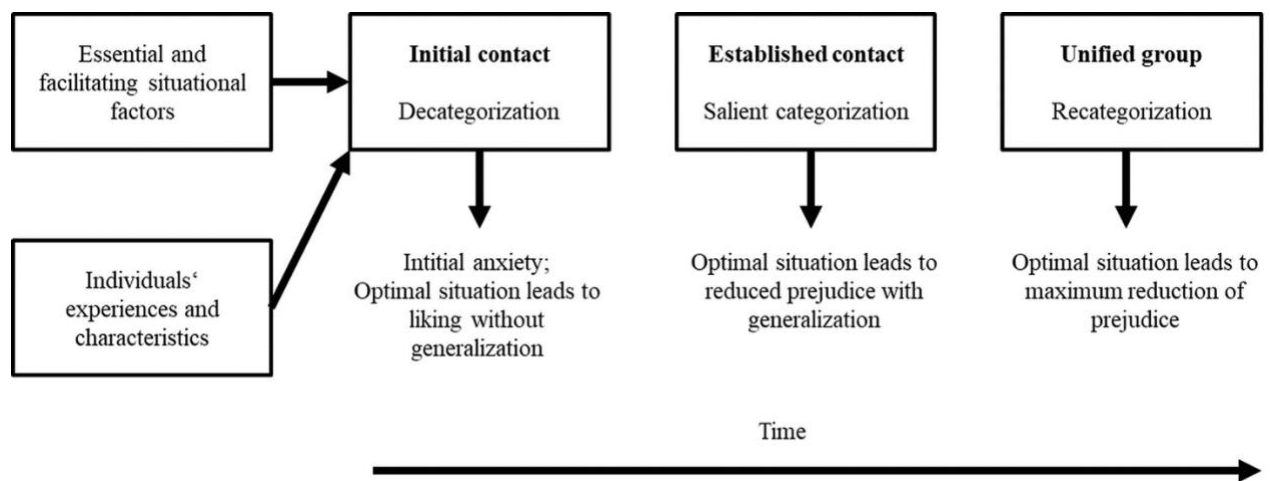 Essential and
facilitating situational
factors
Initial contact
Decategorization
Established contact
Salient categorization
Unified group
Recategorization
Individuals‘
experiences and
characteristics
Intitial anxiety;
Optimal situation leads to
liking without
generalization
Optimal situation leads to
reduced prejudice with
generalization
Optimal situation leads to
maximum reduction of
prejudice
Time